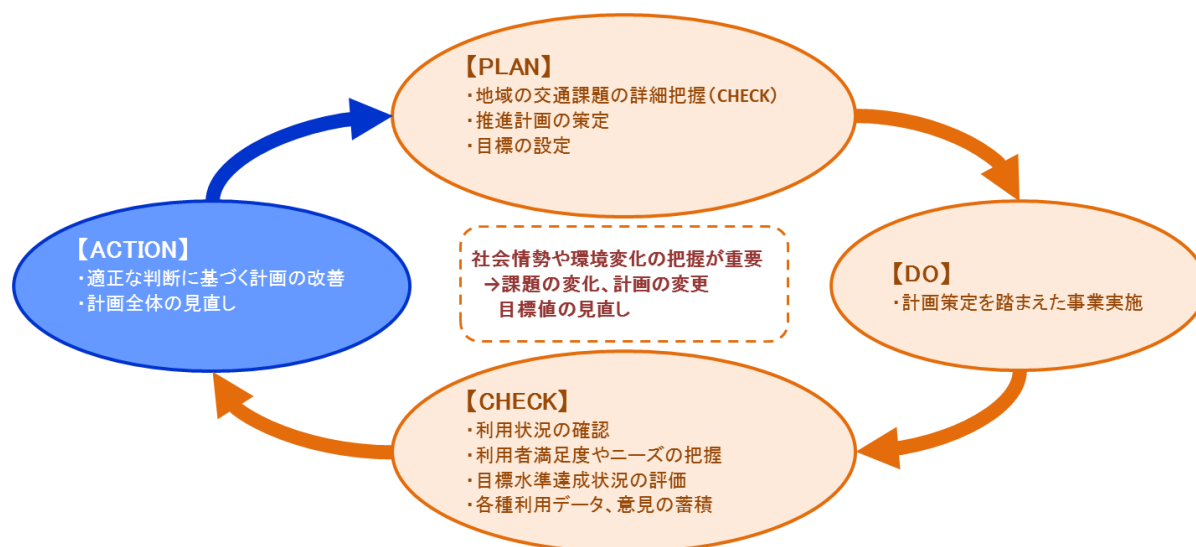 【PLAN】
・地域の交通課題の詳細把握（CHECK）
・推進計画の策定
・目標の設定
【ACTION】
・適正な判断に基づく計画の改善
・計画全体の見直し
社会情勢や環境変化の把握が重要
→課題の変化、計画の変更
目標値の見直し
【DO】
・計画策定を踏まえた事業実施
【CHECK】
・利用状況の確認
・利用者満足度やニーズの把握
・目標水準達成状況の評価
・各種利用データ、意見の蓄積